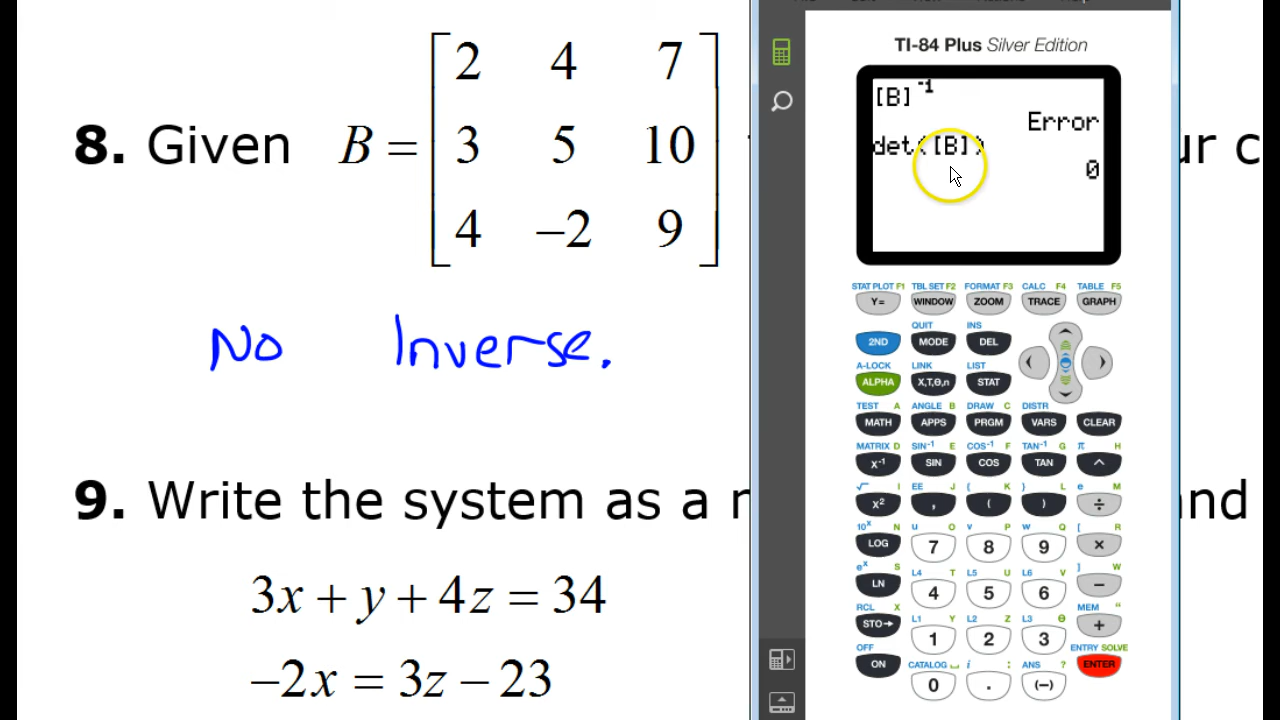 TI-84 Plus Silver Edition
8. Given B = [2 4 7
3 5 10
4 −2 9]
No Inverse.
9. Write the system as a
3x + y + 4z = 34
−2x = 3z − 23
[B]⁻¹
Error
det([B])
0
STAT PLOT F1 TBL SET F2 FORMAT F3 CALC F4 TABLE F5
Y= WINDOW ZOOM TRACE GRAPH
QUIT INS
2ND MODE DEL
A-LOCK LINK LIST
ALPHA X,T,Θ,n STAT
TEST A ANGLE B DRAW C DISTR
MATH APPS PRGM VARS CLEAR
MATRIX D SIN⁻¹ E COS⁻¹ F TAN⁻¹ G π H
x⁻¹ SIN COS TAN ^
√ I EE J { K } L e M
x² , ( ) ÷
10ˣ N u O v P w Q [ R
LOG 7 8 9 ×
eˣ S L4 T L5 U L6 V ] W
LN 4 5 6 −
RCL X L1 Y L2 Z L3 Θ MEM “
STO→ 1 2 3 +
OFF CATALOG ⎵ i : ANS ? ENTRY SOLVE
ON 0 . (−) ENTER
and